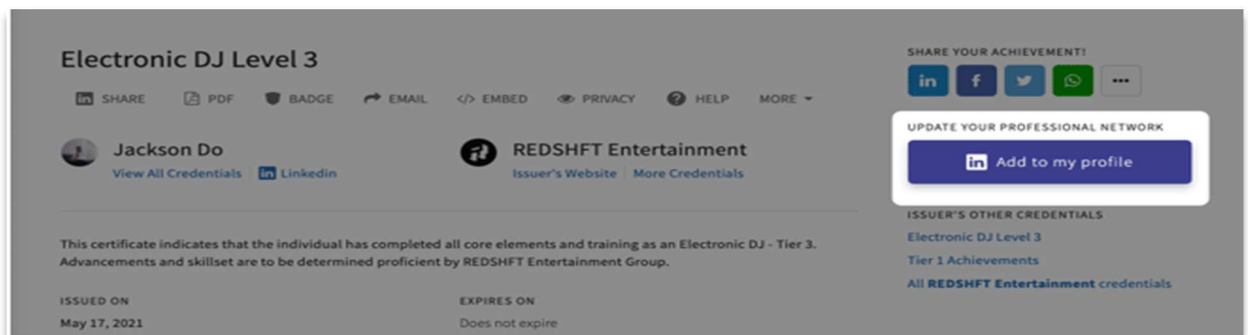 Electronic DJ Level 3
SHARE PDF BADGE EMAIL </> EMBED PRIVACY HELP MORE
Jackson Do
View All Credentials Linkedin
REDSHFT Entertainment
Issuer's Website More Credentials
This certificate indicates that the individual has completed all core elements and training as an Electronic DJ - Tier 3.
Advancements and skillset are to be determined proficient by REDSHFT Entertainment Group.
ISSUED ON
May 17, 2021
EXPIRES ON
Does not expire
SHARE YOUR ACHIEVEMENT!
UPDATE YOUR PROFESSIONAL NETWORK
in Add to my profile
ISSUER'S OTHER CREDENTIALS
Electronic DJ Level 3
Tier 1 Achievements
All REDSHFT Entertainment credentials